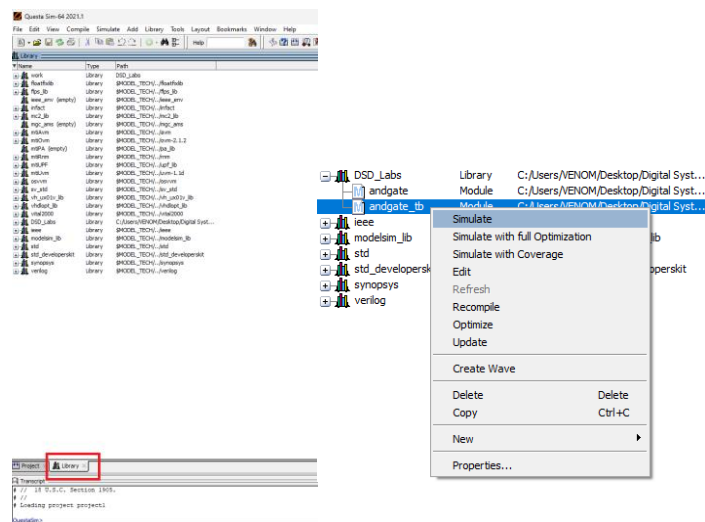 Questa Sim-64 2021.1
File Edit View Compile Simulate Add Library Tools Layout Bookmarks Window Help
Help
Library
Name Type Path
work Library DSD_Labs
floatfixlib Library $MODEL_TECH/../floatfixlib
flps_lib Library $MODEL_TECH/../flps_lib
ieee_env (empty) Library $MODEL_TECH/../ieee_env
infact Library $MODEL_TECH/../infact
mc2_lib Library $MODEL_TECH/../mc2_lib
mgc_ams (empty) Library $MODEL_TECH/../mgc_ams
mtiAvm Library $MODEL_TECH/../avm
mtiOvm Library $MODEL_TECH/../ovm-2.1.2
mtiPA (empty) Library $MODEL_TECH/../pa_lib
mtiRnm Library $MODEL_TECH/../rnm
mtiUPF Library $MODEL_TECH/../upf_lib
mtiUvm Library $MODEL_TECH/../uvm-1.1d
osvvm Library $MODEL_TECH/../osvvm
sv_std Library $MODEL_TECH/../sv_std
vh_ux01v_lib Library $MODEL_TECH/../vh_ux01v_lib
vhdlopt_lib Library $MODEL_TECH/../vhdlopt_lib
vital2000 Library $MODEL_TECH/../vital2000
DSD_Labs Library C:/Users/VENOM/Desktop/Digital Syst...
ieee Library $MODEL_TECH/../ieee
modelsim_lib Library $MODEL_TECH/../modelsim_lib
std Library $MODEL_TECH/../std
std_developerskit Library $MODEL_TECH/../std_developerskit
synopsys Library $MODEL_TECH/../synopsys
verilog Library $MODEL_TECH/../verilog
Project Library
Transcript
# // 18 U.S.C. Section 1905.
# //
# Loading project project1
QuestaSim>
DSD_Labs Library C:/Users/VENOM/Desktop/Digital Syst...
andgate Module C:/Users/VENOM/Desktop/Digital Syst...
andgate_tb Module C:/Users/VENOM/Desktop/Digital Syst...
ieee
modelsim_lib lib
std
std_developersk operskit
synopsys
verilog
Simulate
Simulate with full Optimization
Simulate with Coverage
Edit
Refresh
Recompile
Optimize
Update
Create Wave
Delete Delete
Copy Ctrl+C
New
Properties...